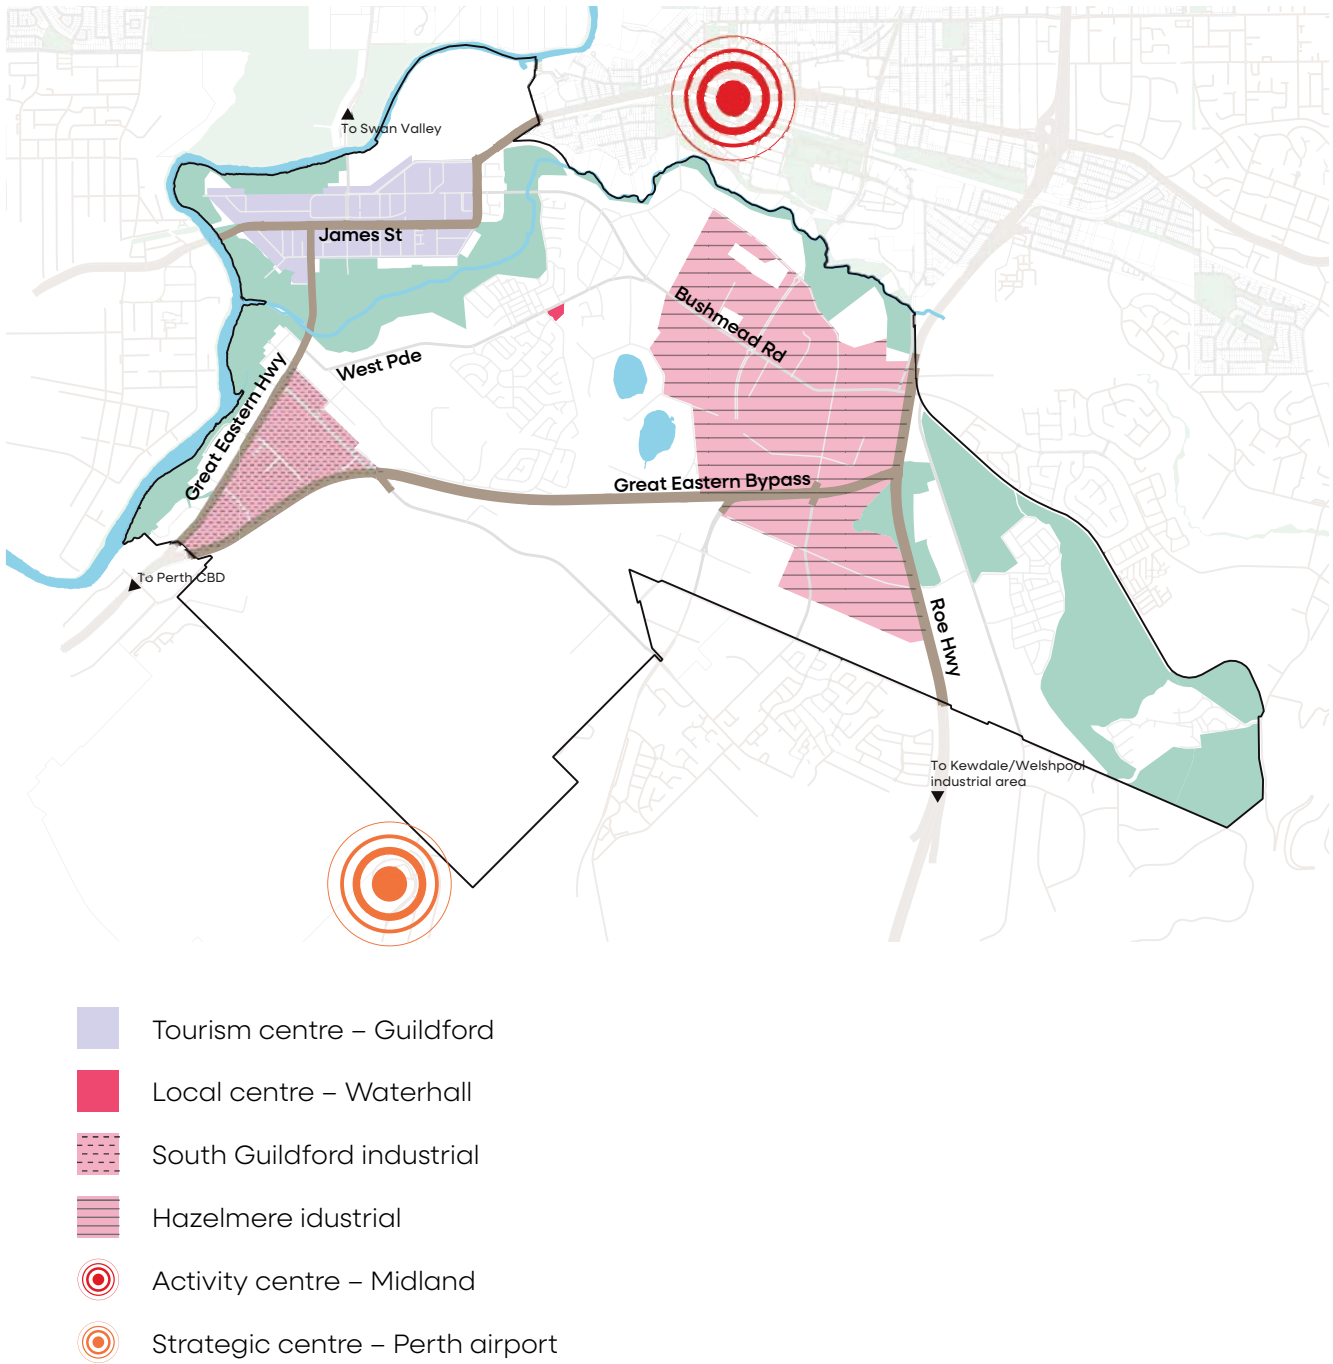 To Swan Valley
James St
Bushmead Rd
West Pde
Great Eastern Hwy
Great Eastern Bypass
To Perth CBD
Roe Hwy
To Kewdale/Welshpool
industrial area
Tourism centre – Guildford
Local centre – Waterhall
South Guildford industrial
Hazelmere idustrial
Activity centre – Midland
Strategic centre – Perth airport